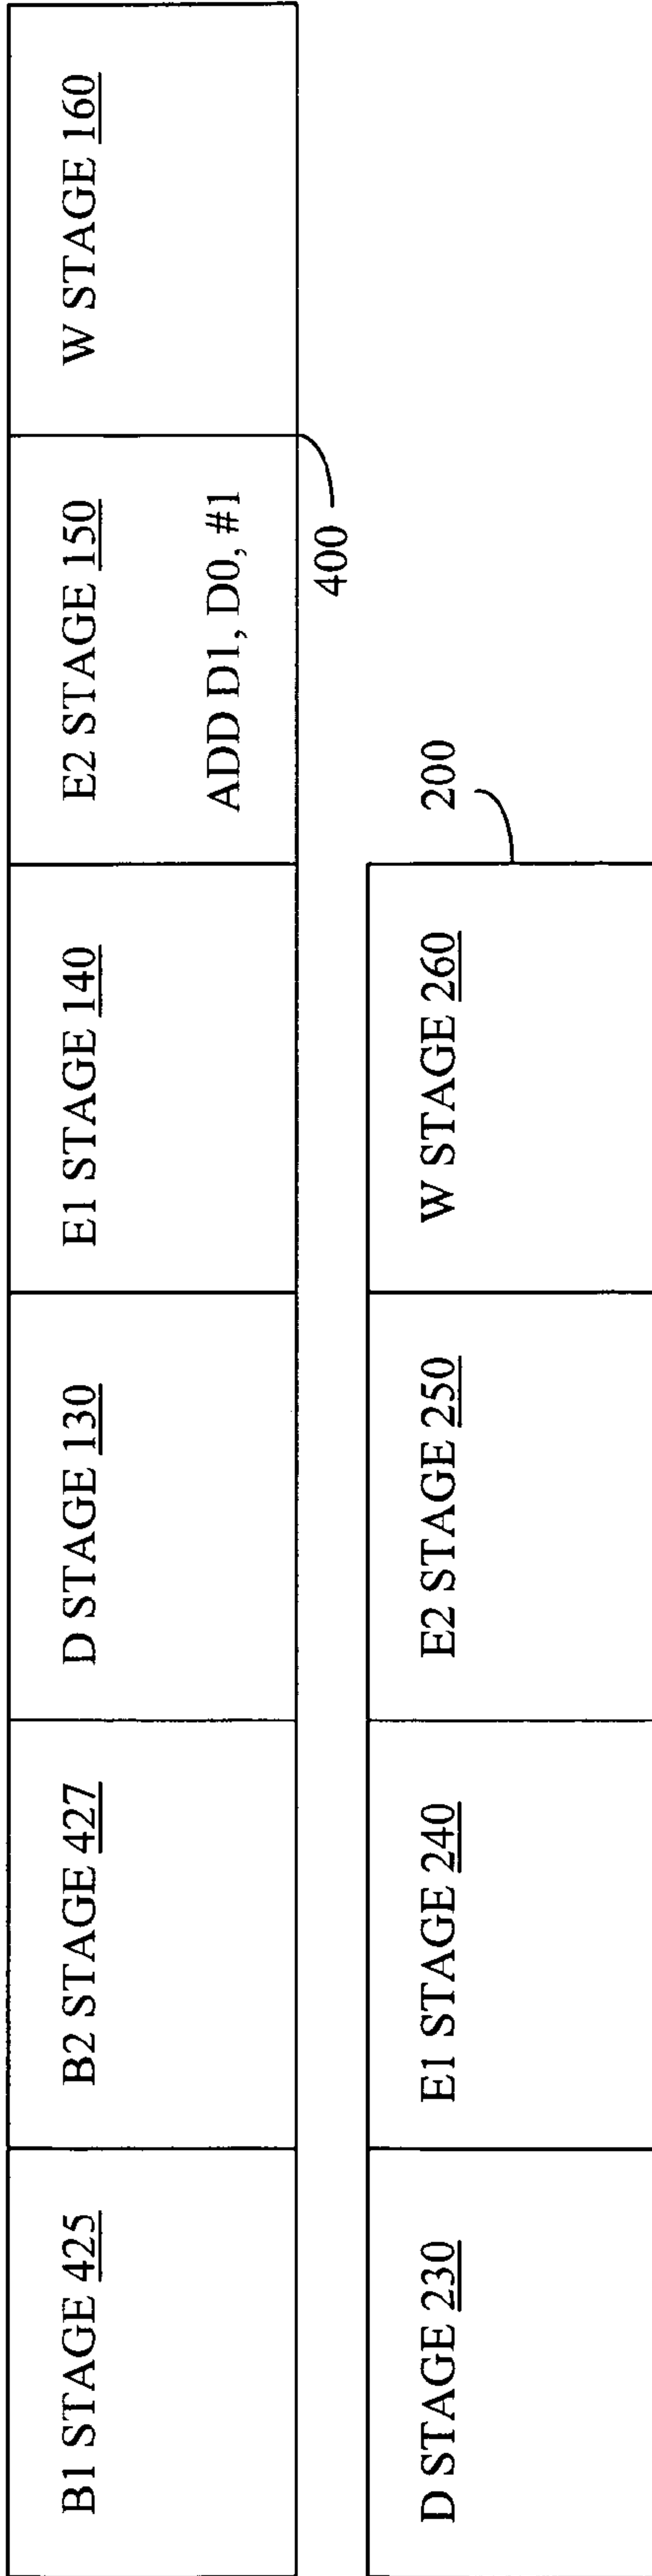 B1 STAGE 425
B2 STAGE 427
D STAGE 130
E1 STAGE 140
E2 STAGE 150
ADD D1, D0, #1
W STAGE 160
400
D STAGE 230
E1 STAGE 240
E2 STAGE 250
W STAGE 260
200